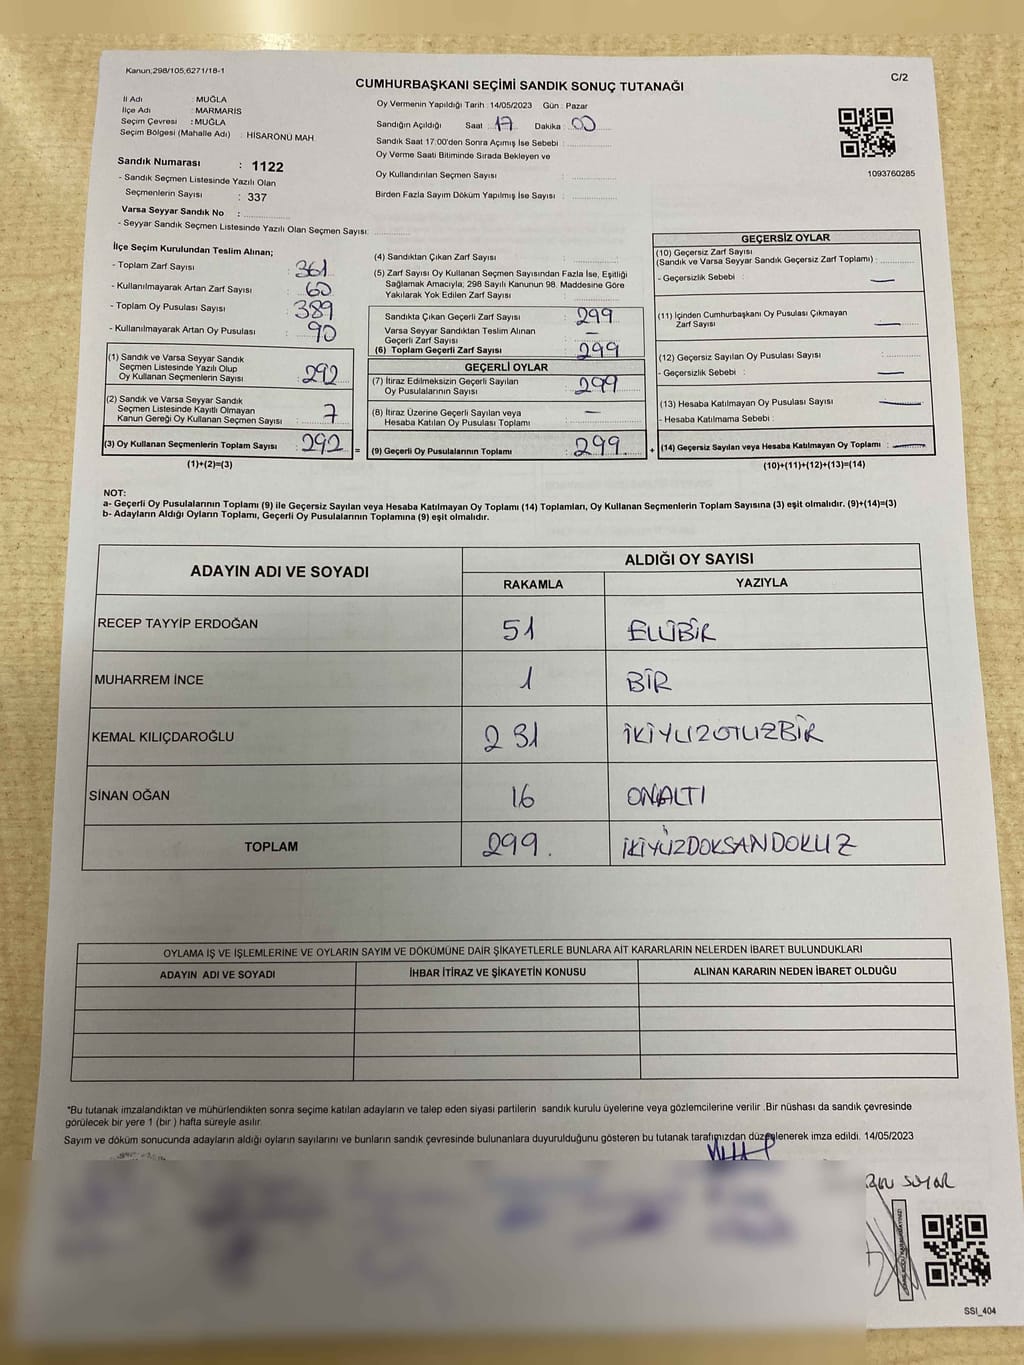 Kanun;298/105,6271/18-1
C/2
CUMHURBAŞKANI SEÇİMİ SANDIK SONUÇ TUTANAĞI
İl Adı : MUĞLA
İlçe Adı : MARMARİS
Seçim Çevresi : MUĞLA
Seçim Bölgesi (Mahalle Adı) : HİSARÖNÜ MAH
Sandık Numarası : 1122
- Sandık Seçmen Listesinde Yazılı Olan
Seçmenlerin Sayısı : 337
Varsa Seyyar Sandık No :
- Seyyar Sandık Seçmen Listesinde Yazılı Olan Seçmen Sayısı:
Oy Vermenin Yapıldığı Tarih : 14/05/2023 Gün : Pazar
Sandığın Açıldığı Saat : 17 Dakika : 00
Sandık Saat 17:00'den Sonra Açımış İse Sebebi :
Oy Verme Saati Bitiminde Sırada Bekleyen ve
Oy Kullandırılan Seçmen Sayısı :
Birden Fazla Sayım Döküm Yapılmış İse Sayısı :
1093760285
İlçe Seçim Kurulundan Teslim Alınan;
- Toplam Zarf Sayısı : 361
- Kullanılmayarak Artan Zarf Sayısı : 60
- Toplam Oy Pusulası Sayısı : 389
- Kullanılmayarak Artan Oy Pusulası : 90
(1) Sandık ve Varsa Seyyar Sandık
Seçmen Listesinde Yazılı Olup
Oy Kullanan Seçmenlerin Sayısı : 292
(2) Sandık ve Varsa Seyyar Sandık
Seçmen Listesinde Kayıtlı Olmayan
Kanun Gereği Oy Kullanan Seçmen Sayısı : 7
(3) Oy Kullanan Seçmenlerin Toplam Sayısı : 292 =
(1)+(2)=(3)
(4) Sandıktan Çıkan Zarf Sayısı :
(5) Zarf Sayısı Oy Kullanan Seçmen Sayısından Fazla İse, Eşitliği
Sağlamak Amacıyla; 298 Sayılı Kanunun 98. Maddesine Göre
Yakılarak Yok Edilen Zarf Sayısı :
Sandıkta Çıkan Geçerli Zarf Sayısı : 299
Varsa Seyyar Sandıktan Teslim Alınan
Geçerli Zarf Sayısı : —
(6) Toplam Geçerli Zarf Sayısı : 299
GEÇERLİ OYLAR
(7) İtiraz Edilmeksizin Geçerli Sayılan
Oy Pusulalarının Sayısı : 299
(8) İtiraz Üzerine Geçerli Sayılan veya
Hesaba Katılan Oy Pusulası Toplamı : —
(9) Geçerli Oy Pusulalarının Toplamı : 299 +
GEÇERSİZ OYLAR
(10) Geçersiz Zarf Sayısı
(Sandık ve Varsa Seyyar Sandık Geçersiz Zarf Toplamı) :
- Geçersizlik Sebebi : —
(11) İçinden Cumhurbaşkanı Oy Pusulası Çıkmayan
Zarf Sayısı : —
(12) Geçersiz Sayılan Oy Pusulası Sayısı :
- Geçersizlik Sebebi : —
(13) Hesaba Katılmayan Oy Pusulası Sayısı : —
- Hesaba Katılmama Sebebi :
(14) Geçersiz Sayılan veya Hesaba Katılmayan Oy Toplamı : —
(10)+(11)+(12)+(13)=(14)
NOT:
a- Geçerli Oy Pusulalarının Toplamı (9) ile Geçersiz Sayılan veya Hesaba Katılmayan Oy Toplamı (14) Toplamları, Oy Kullanan Seçmenlerin Toplam Sayısına (3) eşit olmalıdır. (9)+(14)=(3)
b- Adayların Aldığı Oyların Toplamı, Geçerli Oy Pusulalarının Toplamına (9) eşit olmalıdır.
ADAYIN ADI VE SOYADI
ALDIĞI OY SAYISI
RAKAMLA YAZIYLA
RECEP TAYYİP ERDOĞAN 51 ELLİBİR
MUHARREM İNCE 1 BİR
KEMAL KILIÇDAROĞLU 231 İKİYÜZOTUZBİR
SİNAN OĞAN 16 ONALTI
TOPLAM 299. İKİYÜZDOKSANDOKUZ
OYLAMA İŞ VE İŞLEMLERİNE VE OYLARIN SAYIM VE DÖKÜMÜNE DAİR ŞİKAYETLERLE BUNLARA AİT KARARLARIN NELERDEN İBARET BULUNDUKLARI
ADAYIN ADI VE SOYADI İHBAR İTİRAZ VE ŞİKAYETİN KONUSU ALINAN KARARIN NEDEN İBARET OLDUĞU
*Bu tutanak imzalandıktan ve mühürlendikten sonra seçime katılan adayların ve talep eden siyasi partilerin sandık kurulu üyelerine veya gözlemcilerine verilir .Bir nüshası da sandık çevresinde
görülecek bir yere 1 (bir ) hafta süreyle asılır.
Sayım ve döküm sonucunda adayların aldığı oyların sayılarını ve bunların sandık çevresinde bulunanlara duyurulduğunu gösteren bu tutanak tarafımızdan düzenlenerek imza edildi. 14/05/2023
SSI_404